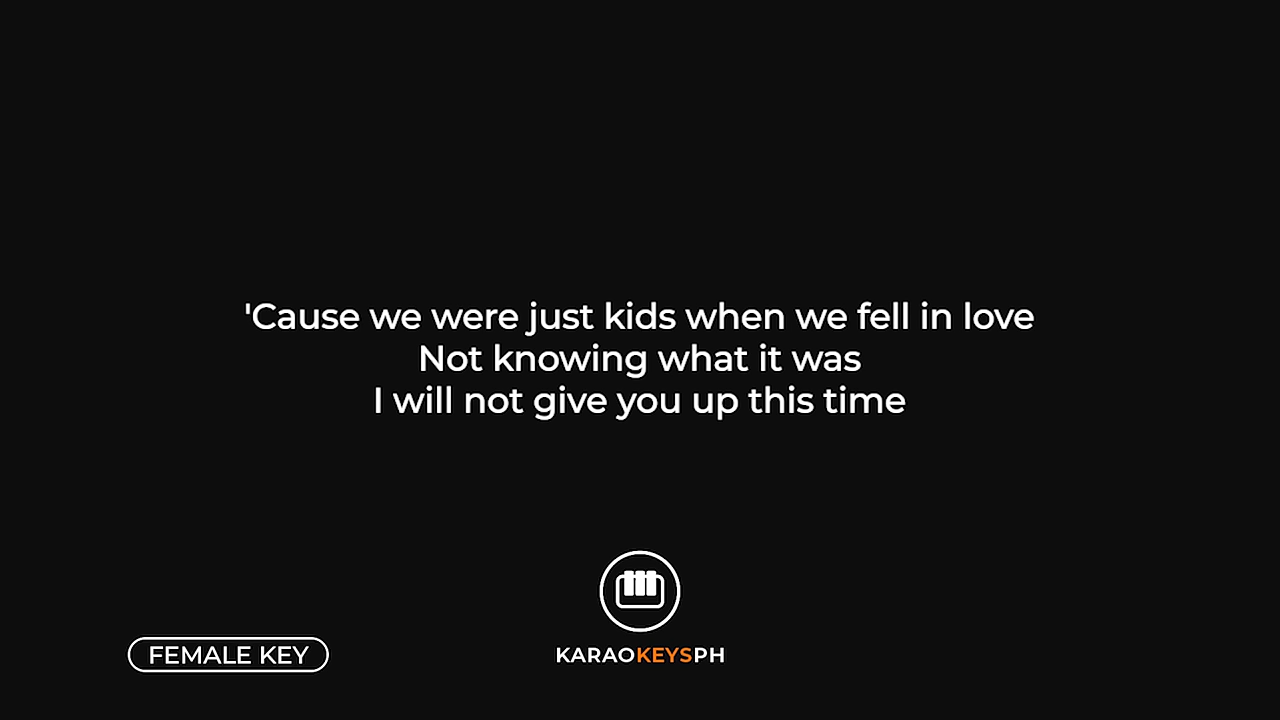 'Cause we were just kids when we fell in love
Not knowing what it was
I will not give you up this time
FEMALE KEY
KARAOKEYSPH